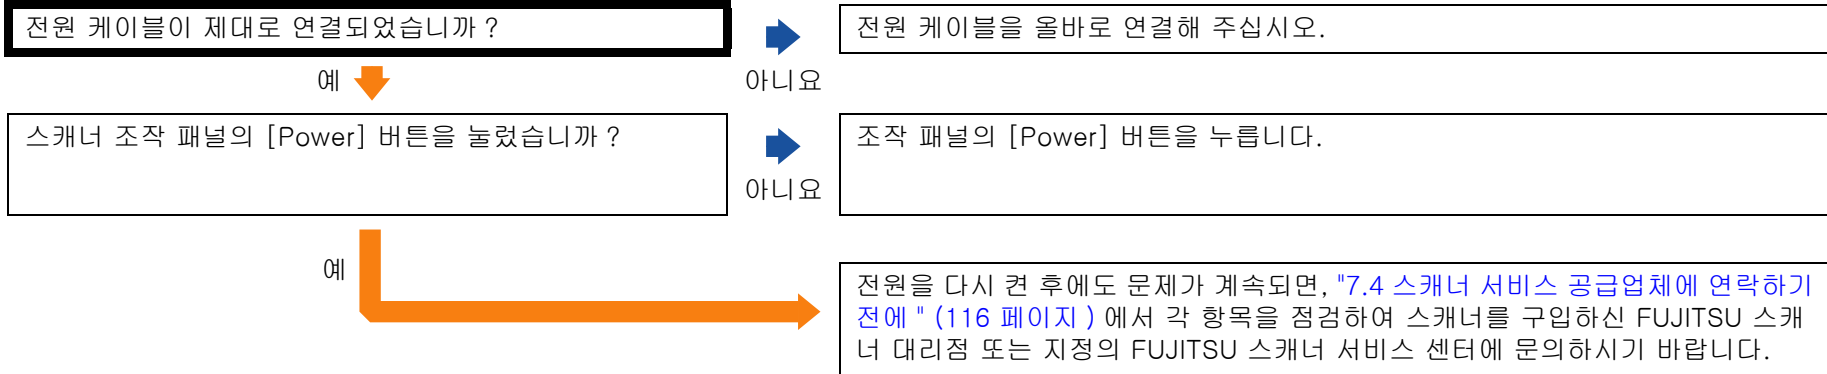 전원 케이블이 제대로 연결되었습니까 ?
전원 케이블을 올바로 연결해 주십시오.
예
아니요
스캐너 조작 패널의 [Power] 버튼을 눌렀습니까 ?
조작 패널의 [Power] 버튼을 누릅니다.
아니요
예
전원을 다시 켠 후에도 문제가 계속되면, "7.4 스캐너 서비스 공급업체에 연락하기
전에 " (116 페이지 ) 에서 각 항목을 점검하여 스캐너를 구입하신 FUJITSU 스캐
너 대리점 또는 지정의 FUJITSU 스캐너 서비스 센터에 문의하시기 바랍니다.